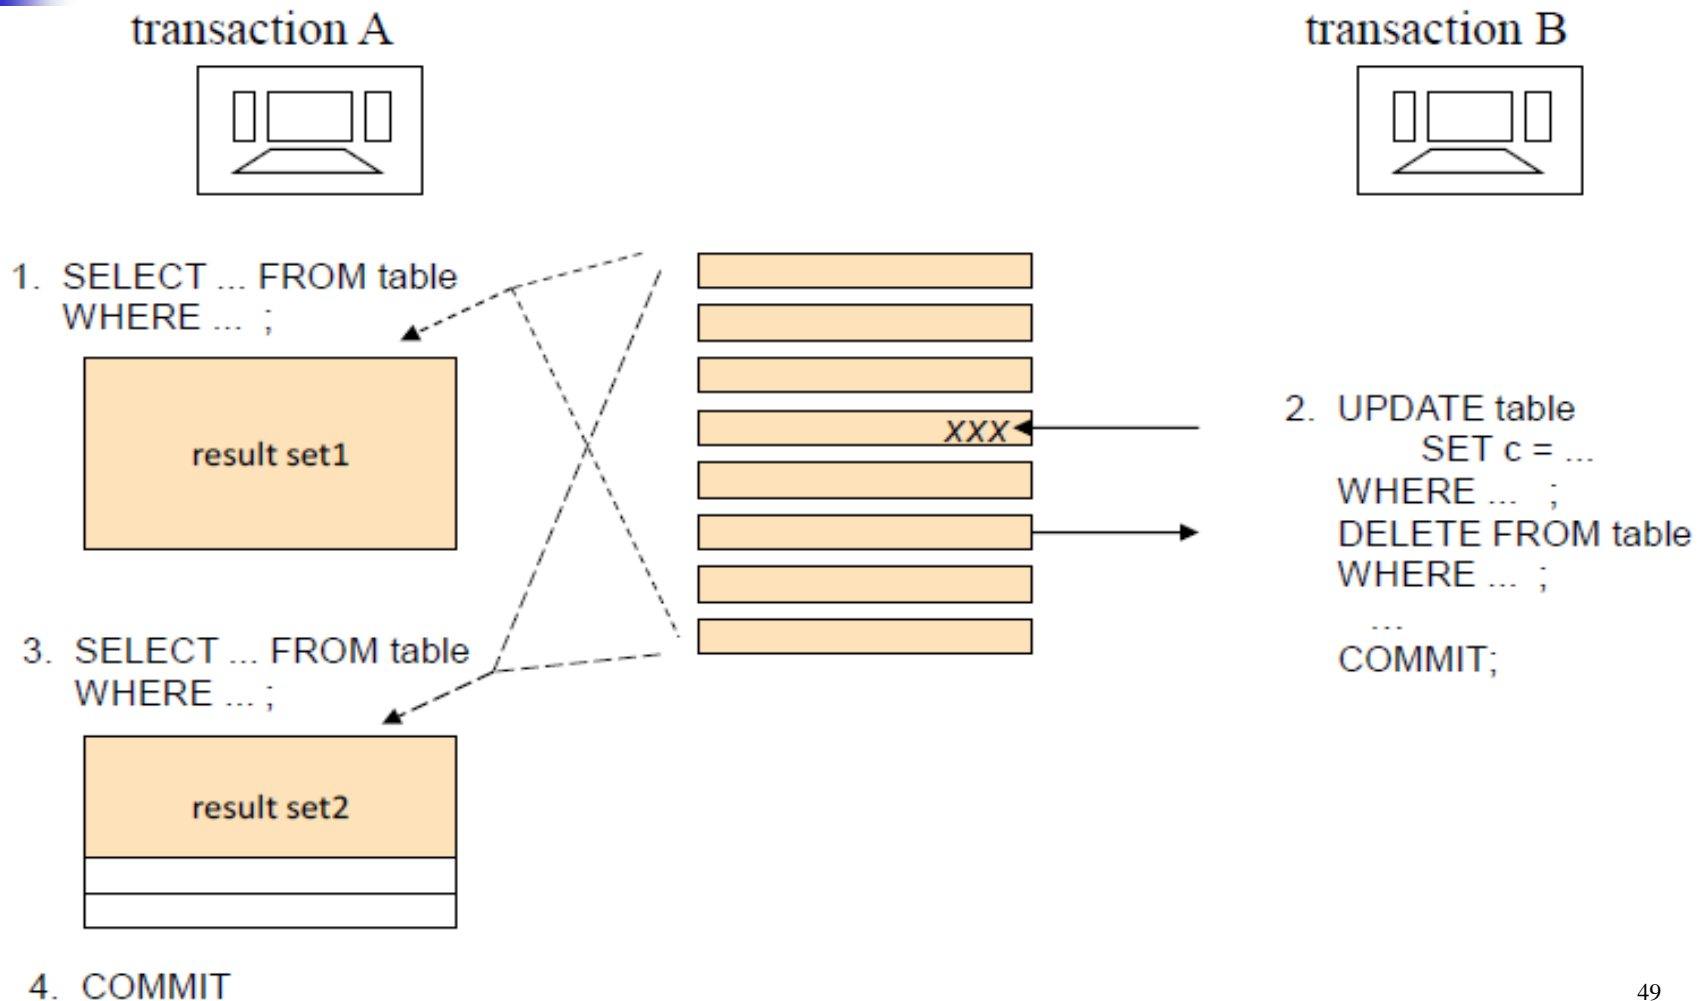 transaction A
transaction B
1. SELECT ... FROM table
WHERE ... ;
result set1
xxx
2. UPDATE table
SET c = ...
WHERE ... ;
DELETE FROM table
WHERE ... ;
...
COMMIT;
3. SELECT ... FROM table
WHERE ... ;
result set2
4. COMMIT
49